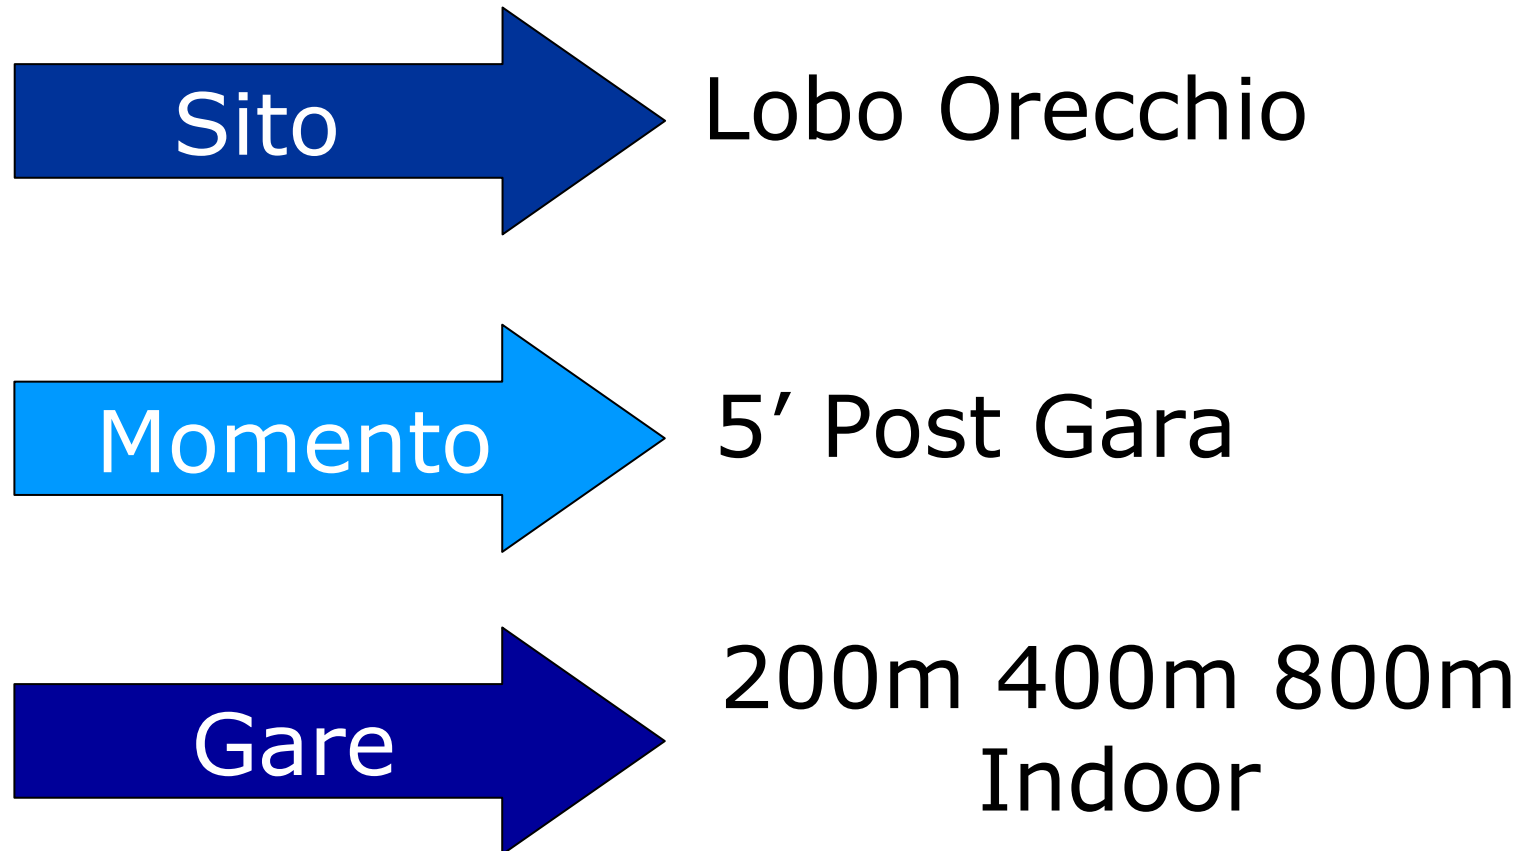 Sito
Lobo Orecchio
Momento
5’ Post Gara
Gare
200m 400m 800m
Indoor